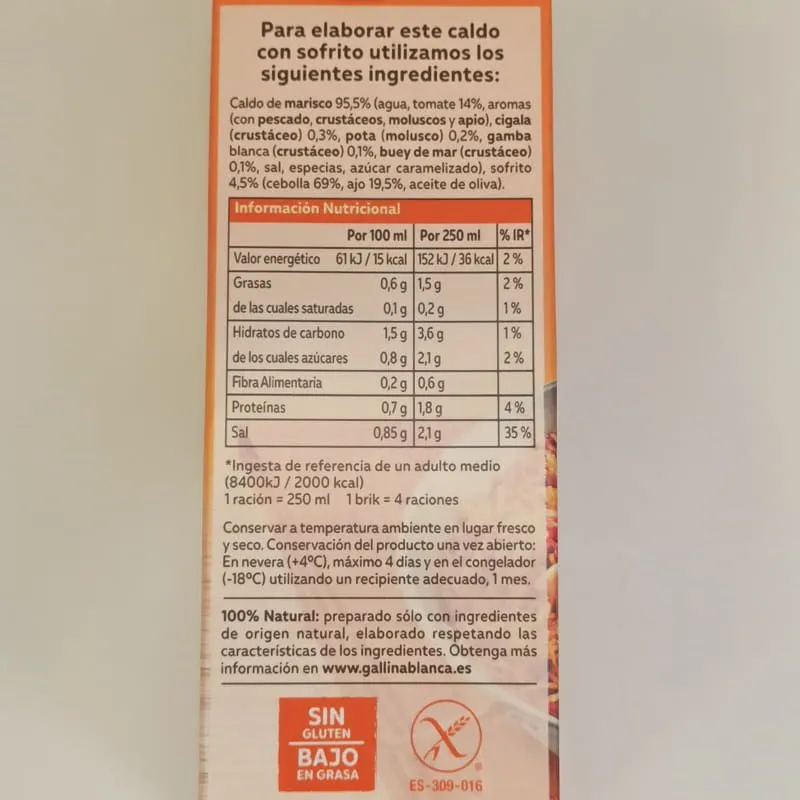 Para elaborar este caldo
con sofrito utilizamos los
siguientes ingredientes:
Caldo de marisco 95,5% (agua, tomate 14%, aromas
(con pescado, crustáceos, moluscos y apio), cigala
(crustáceo) 0,3%, pota (molusco) 0,2%, gamba
blanca (crustáceo) 0,1%, buey de mar (crustáceo)
0,1%, sal, especias, azúcar caramelizado), sofrito
4,5% (cebolla 69%, ajo 19,5%, aceite de oliva).
Información Nutricional
Por 100 ml Por 250 ml % IR*
Valor energético 61 kJ / 15 kcal 152 kJ / 36 kcal 2 %
Grasas 0,6 g 1,5 g 2 %
de las cuales saturadas 0,1 g 0,2 g 1 %
Hidratos de carbono 1,5 g 3,6 g 1 %
de los cuales azúcares 0,8 g 2,1 g 2 %
Fibra Alimentaria 0,2 g 0,6 g
Proteínas 0,7 g 1,8 g 4 %
Sal 0,85 g 2,1 g 35 %
*Ingesta de referencia de un adulto medio
(8400kJ / 2000 kcal)
1 ración = 250 ml 1 brik = 4 raciones
Conservar a temperatura ambiente en lugar fresco
y seco. Conservación del producto una vez abierto:
En nevera (+4ºC), máximo 4 días y en el congelador
(-18ºC) utilizando un recipiente adecuado, 1 mes.
100% Natural: preparado sólo con ingredientes
de origen natural, elaborado respetando las
características de los ingredientes. Obtenga más
información en www.gallinablanca.es
SIN
GLUTEN
BAJO
EN GRASA
ES-309-016